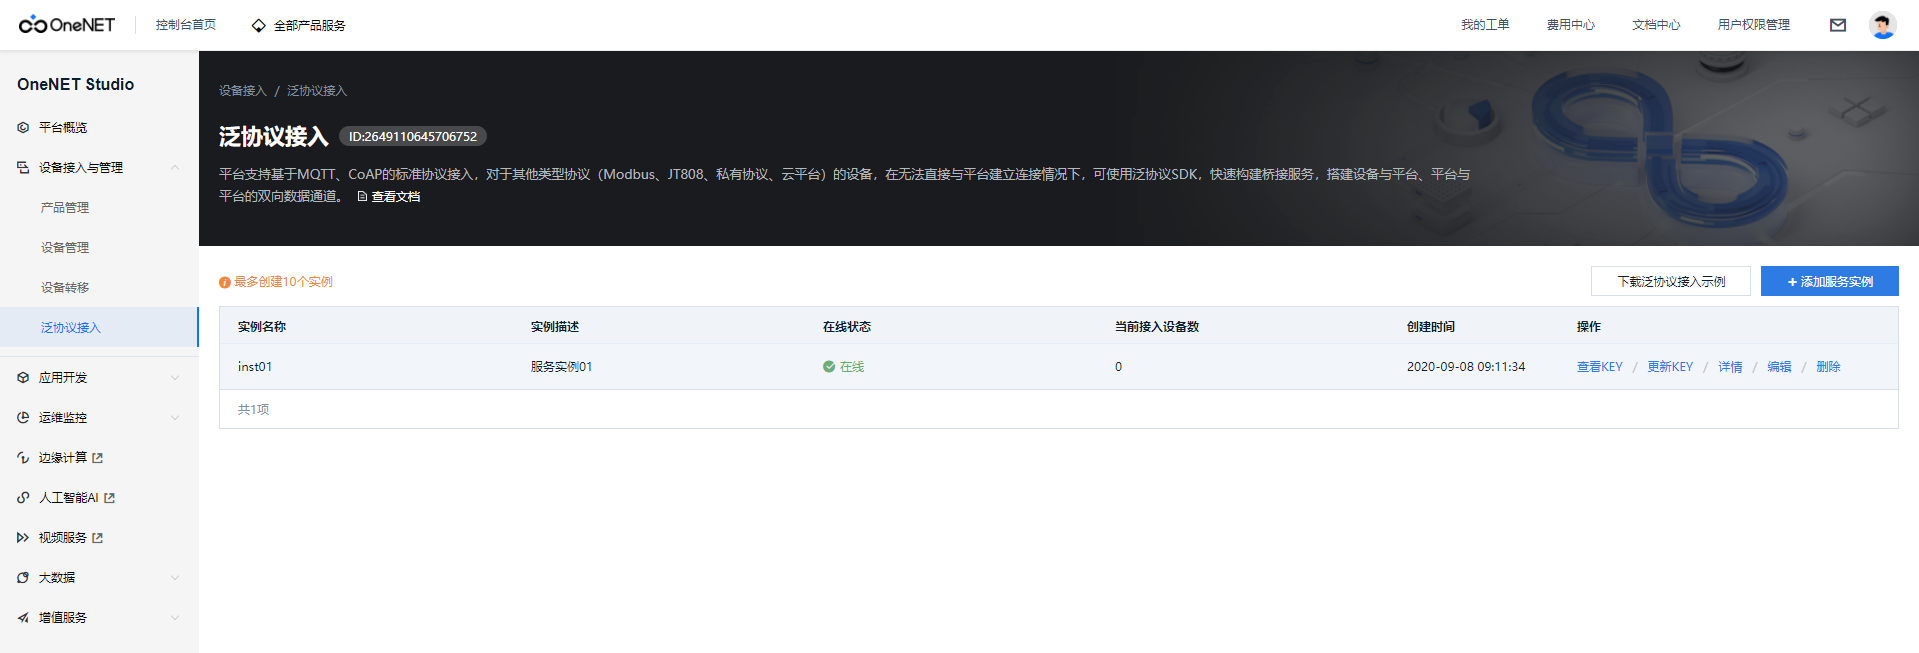 OneNET
控制台首页
全部产品服务
我的工单
费用中心
文档中心
用户权限管理
OneNET Studio
平台概览
设备接入与管理
产品管理
设备管理
设备转移
泛协议接入
应用开发
运维监控
边缘计算
人工智能AI
视频服务
大数据
增值服务
设备接入 / 泛协议接入
泛协议接入 ID:2649110645706752
平台支持基于MQTT、CoAP的标准协议接入，对于其他类型协议（Modbus、JT808、私有协议、云平台）的设备，在无法直接与平台建立连接情况下，可使用泛协议SDK，快速构建桥接服务，搭建设备与平台、平台与
平台的双向数据通道。 查看文档
最多创建10个实例
下载泛协议接入示例
+ 添加服务实例
实例名称 实例描述 在线状态 当前接入设备数 创建时间 操作
inst01 服务实例01 在线 0 2020-09-08 09:11:34 查看KEY / 更新KEY / 详情 / 编辑 / 删除
共1项